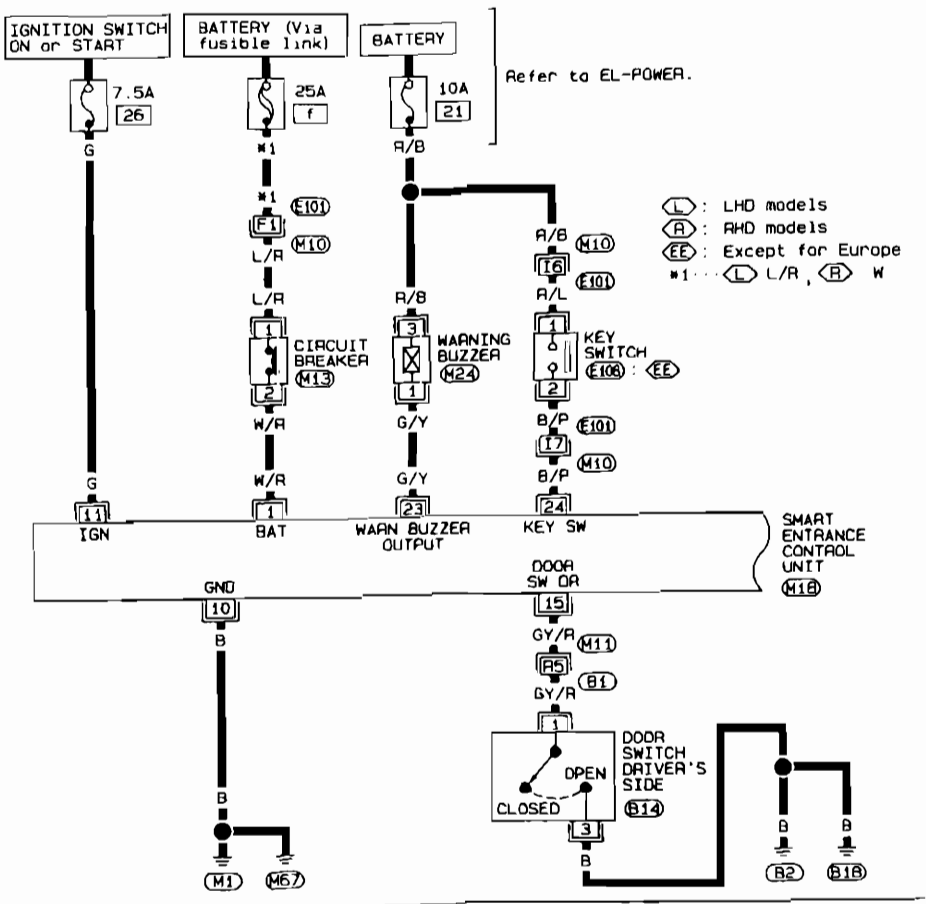 IGNITION SWITCH
ON or START
BATTERY (Via
fusible link)
BATTERY
Refer to EL-POWER.
7.5A
26
25A
f
10A
21
G
*1
R/B
*1
E101
F1
M10
L/R
L/R
1
CIRCUIT
BREAKER
M13
2
W/R
W/R
R/B
3
WARNING
BUZZER
M24
1
G/Y
G/Y
R/B
M10
I6
E101
R/L
1
KEY
SWITCH
E106 : EE
2
B/P
E101
I7
M10
B/P
L : LHD models
R : RHD models
EE : Except for Europe
*1 ··· L L/R , R W
G
11
IGN
1
BAT
23
WARN BUZZER
OUTPUT
24
KEY SW
SMART
ENTRANCE
CONTROL
UNIT
GND
10
B
B
M1
M67
DOOR
SW DR
15
GY/R
M11
R5
B1
GY/R
1
OPEN
CLOSED
DOOR
SWITCH
DRIVER'S
SIDE
B14
3
B
B
B
B2
B18